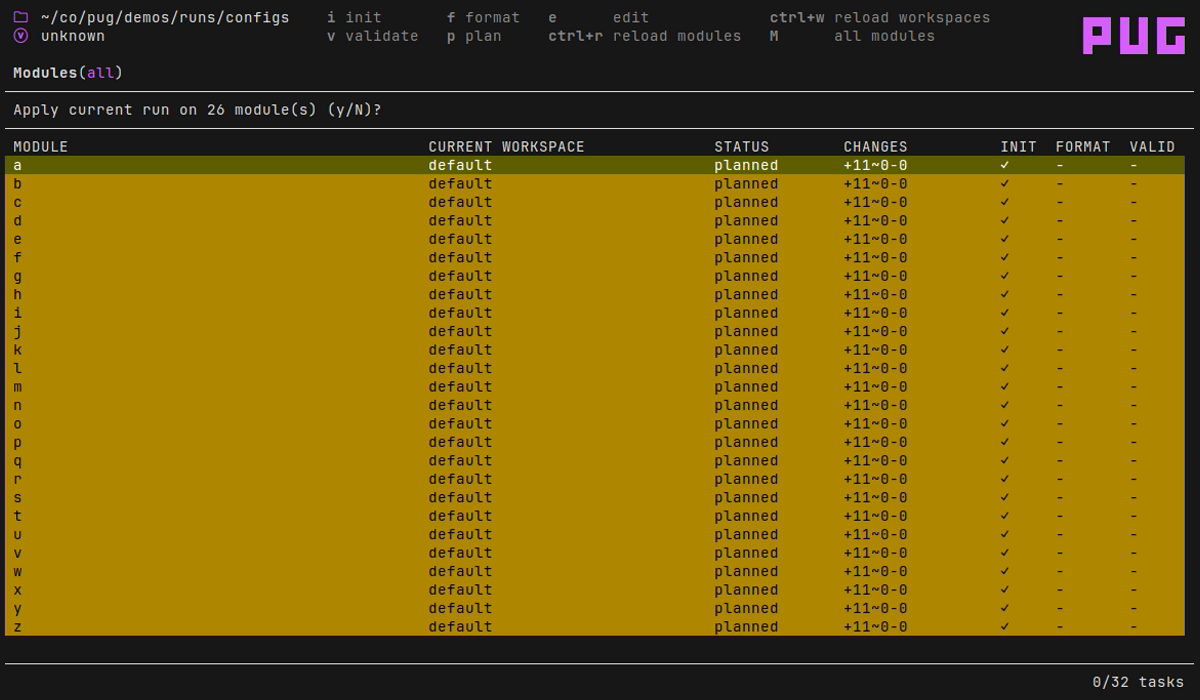 ~/co/pug/demos/runs/configs i init f format e edit ctrl+w reload workspaces
v unknown v validate p plan ctrl+r reload modules M all modules
PUG
Modules(all)
Apply current run on 26 module(s) (y/N)?
MODULE CURRENT WORKSPACE STATUS CHANGES INIT FORMAT VALID
a default planned +11~0-0 ✓ - -
b default planned +11~0-0 ✓ - -
c default planned +11~0-0 ✓ - -
d default planned +11~0-0 ✓ - -
e default planned +11~0-0 ✓ - -
f default planned +11~0-0 ✓ - -
g default planned +11~0-0 ✓ - -
h default planned +11~0-0 ✓ - -
i default planned +11~0-0 ✓ - -
j default planned +11~0-0 ✓ - -
k default planned +11~0-0 ✓ - -
l default planned +11~0-0 ✓ - -
m default planned +11~0-0 ✓ - -
n default planned +11~0-0 ✓ - -
o default planned +11~0-0 ✓ - -
p default planned +11~0-0 ✓ - -
q default planned +11~0-0 ✓ - -
r default planned +11~0-0 ✓ - -
s default planned +11~0-0 ✓ - -
t default planned +11~0-0 ✓ - -
u default planned +11~0-0 ✓ - -
v default planned +11~0-0 ✓ - -
w default planned +11~0-0 ✓ - -
x default planned +11~0-0 ✓ - -
y default planned +11~0-0 ✓ - -
z default planned +11~0-0 ✓ - -
0/32 tasks